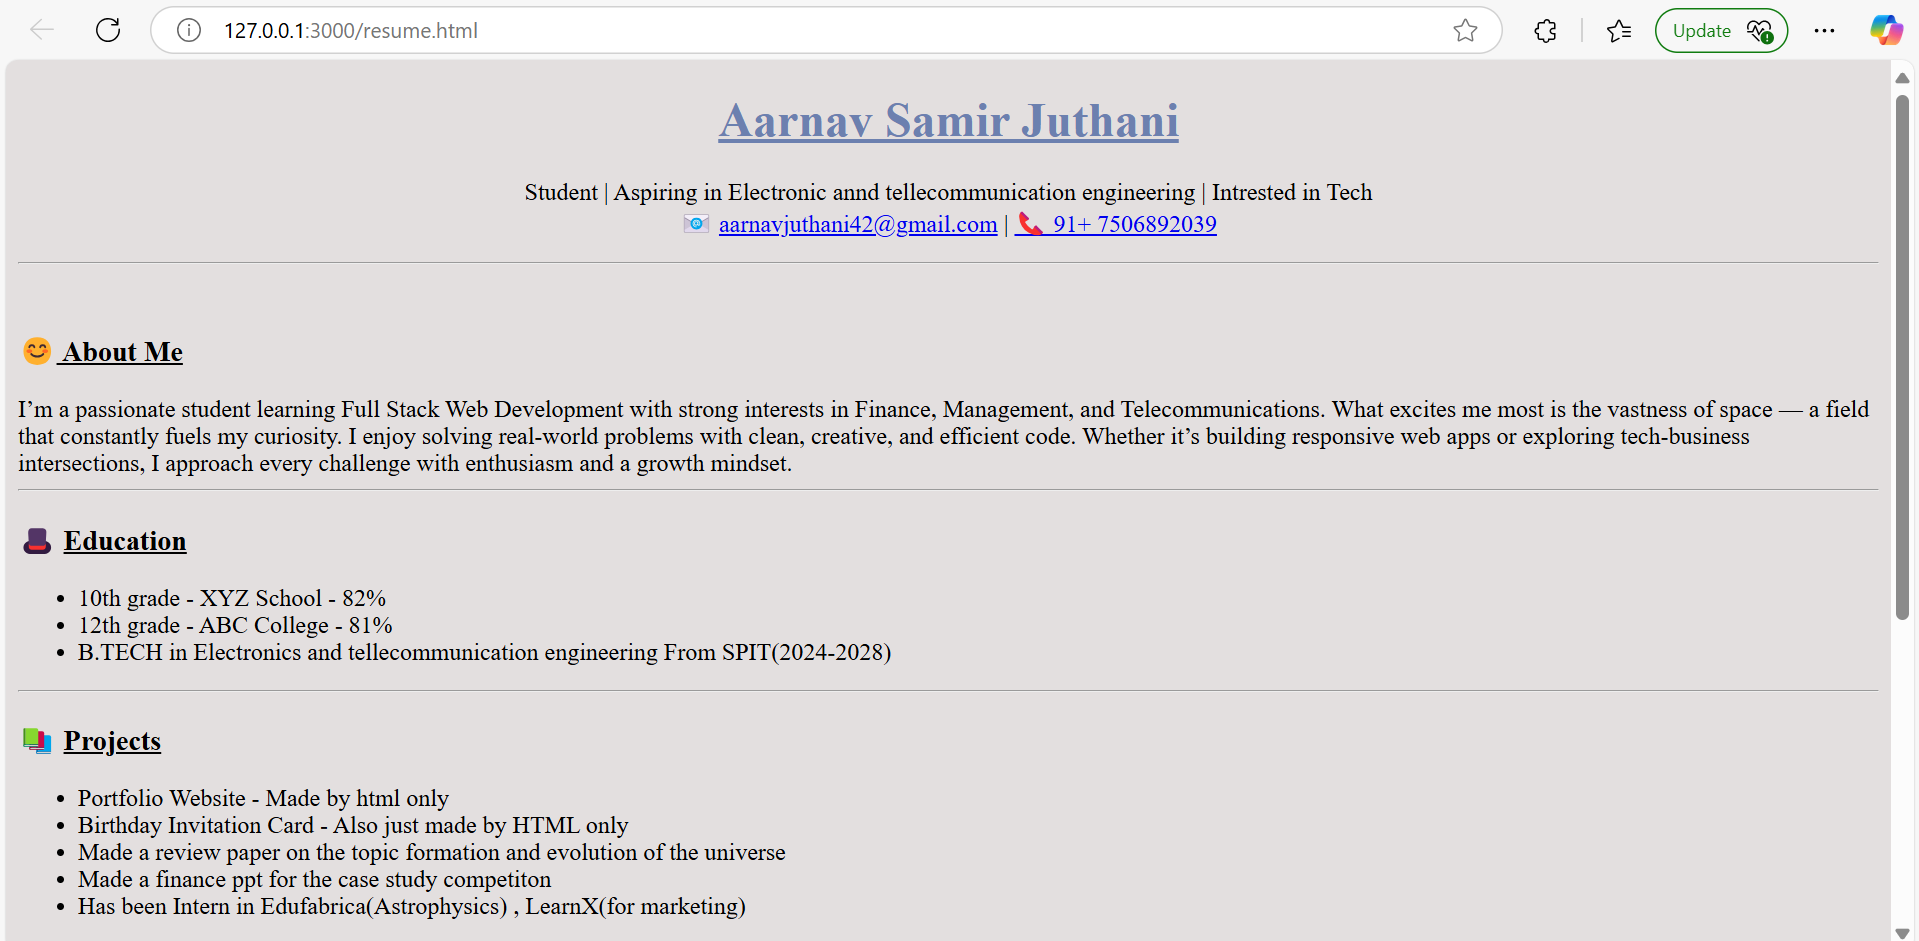 127.0.0.1:3000/resume.html
Update
Aarnav Samir Juthani
Student | Aspiring in Electronic annd tellecommunication engineering | Intrested in Tech
aarnavjuthani42@gmail.com | 91+ 7506892039
About Me
I’m a passionate student learning Full Stack Web Development with strong interests in Finance, Management, and Telecommunications. What excites me most is the vastness of space — a field
that constantly fuels my curiosity. I enjoy solving real-world problems with clean, creative, and efficient code. Whether it’s building responsive web apps or exploring tech-business
intersections, I approach every challenge with enthusiasm and a growth mindset.
Education
10th grade - XYZ School - 82%
12th grade - ABC College - 81%
B.TECH in Electronics and tellecommunication engineering From SPIT(2024-2028)
Projects
Portfolio Website - Made by html only
Birthday Invitation Card - Also just made by HTML only
Made a review paper on the topic formation and evolution of the universe
Made a finance ppt for the case study competiton
Has been Intern in Edufabrica(Astrophysics) , LearnX(for marketing)